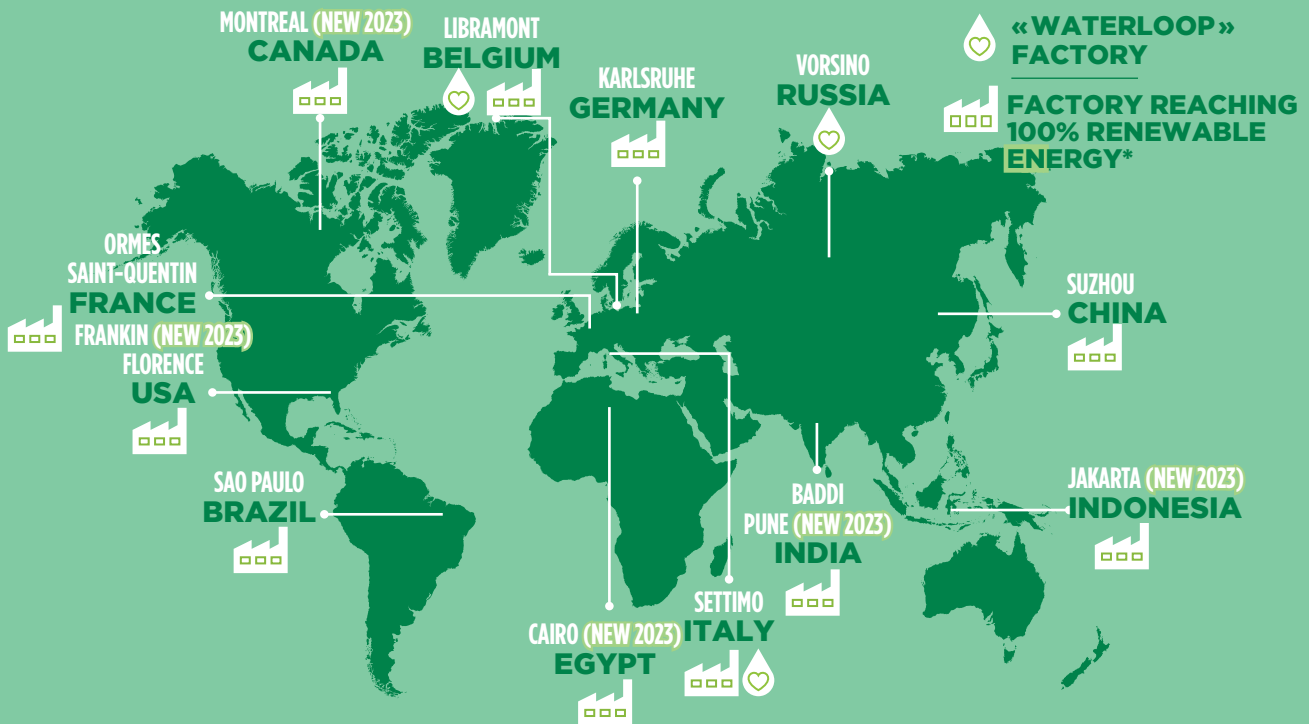 MONTREAL (NEW 2023)
CANADA
LIBRAMONT
BELGIUM
KARLSRUHE
GERMANY
VORSINO
RUSSIA
«WATERLOOP»
FACTORY
FACTORY REACHING
100% RENEWABLE
ENERGY*
ORMES
SAINT-QUENTIN
FRANCE
FRANKIN (NEW 2023)
FLORENCE
USA
SUZHOU
CHINA
SAO PAULO
BRAZIL
BADDI
PUNE (NEW 2023)
INDIA
JAKARTA (NEW 2023)
INDONESIA
CAIRO (NEW 2023)
EGYPT
SETTIMO
ITALY